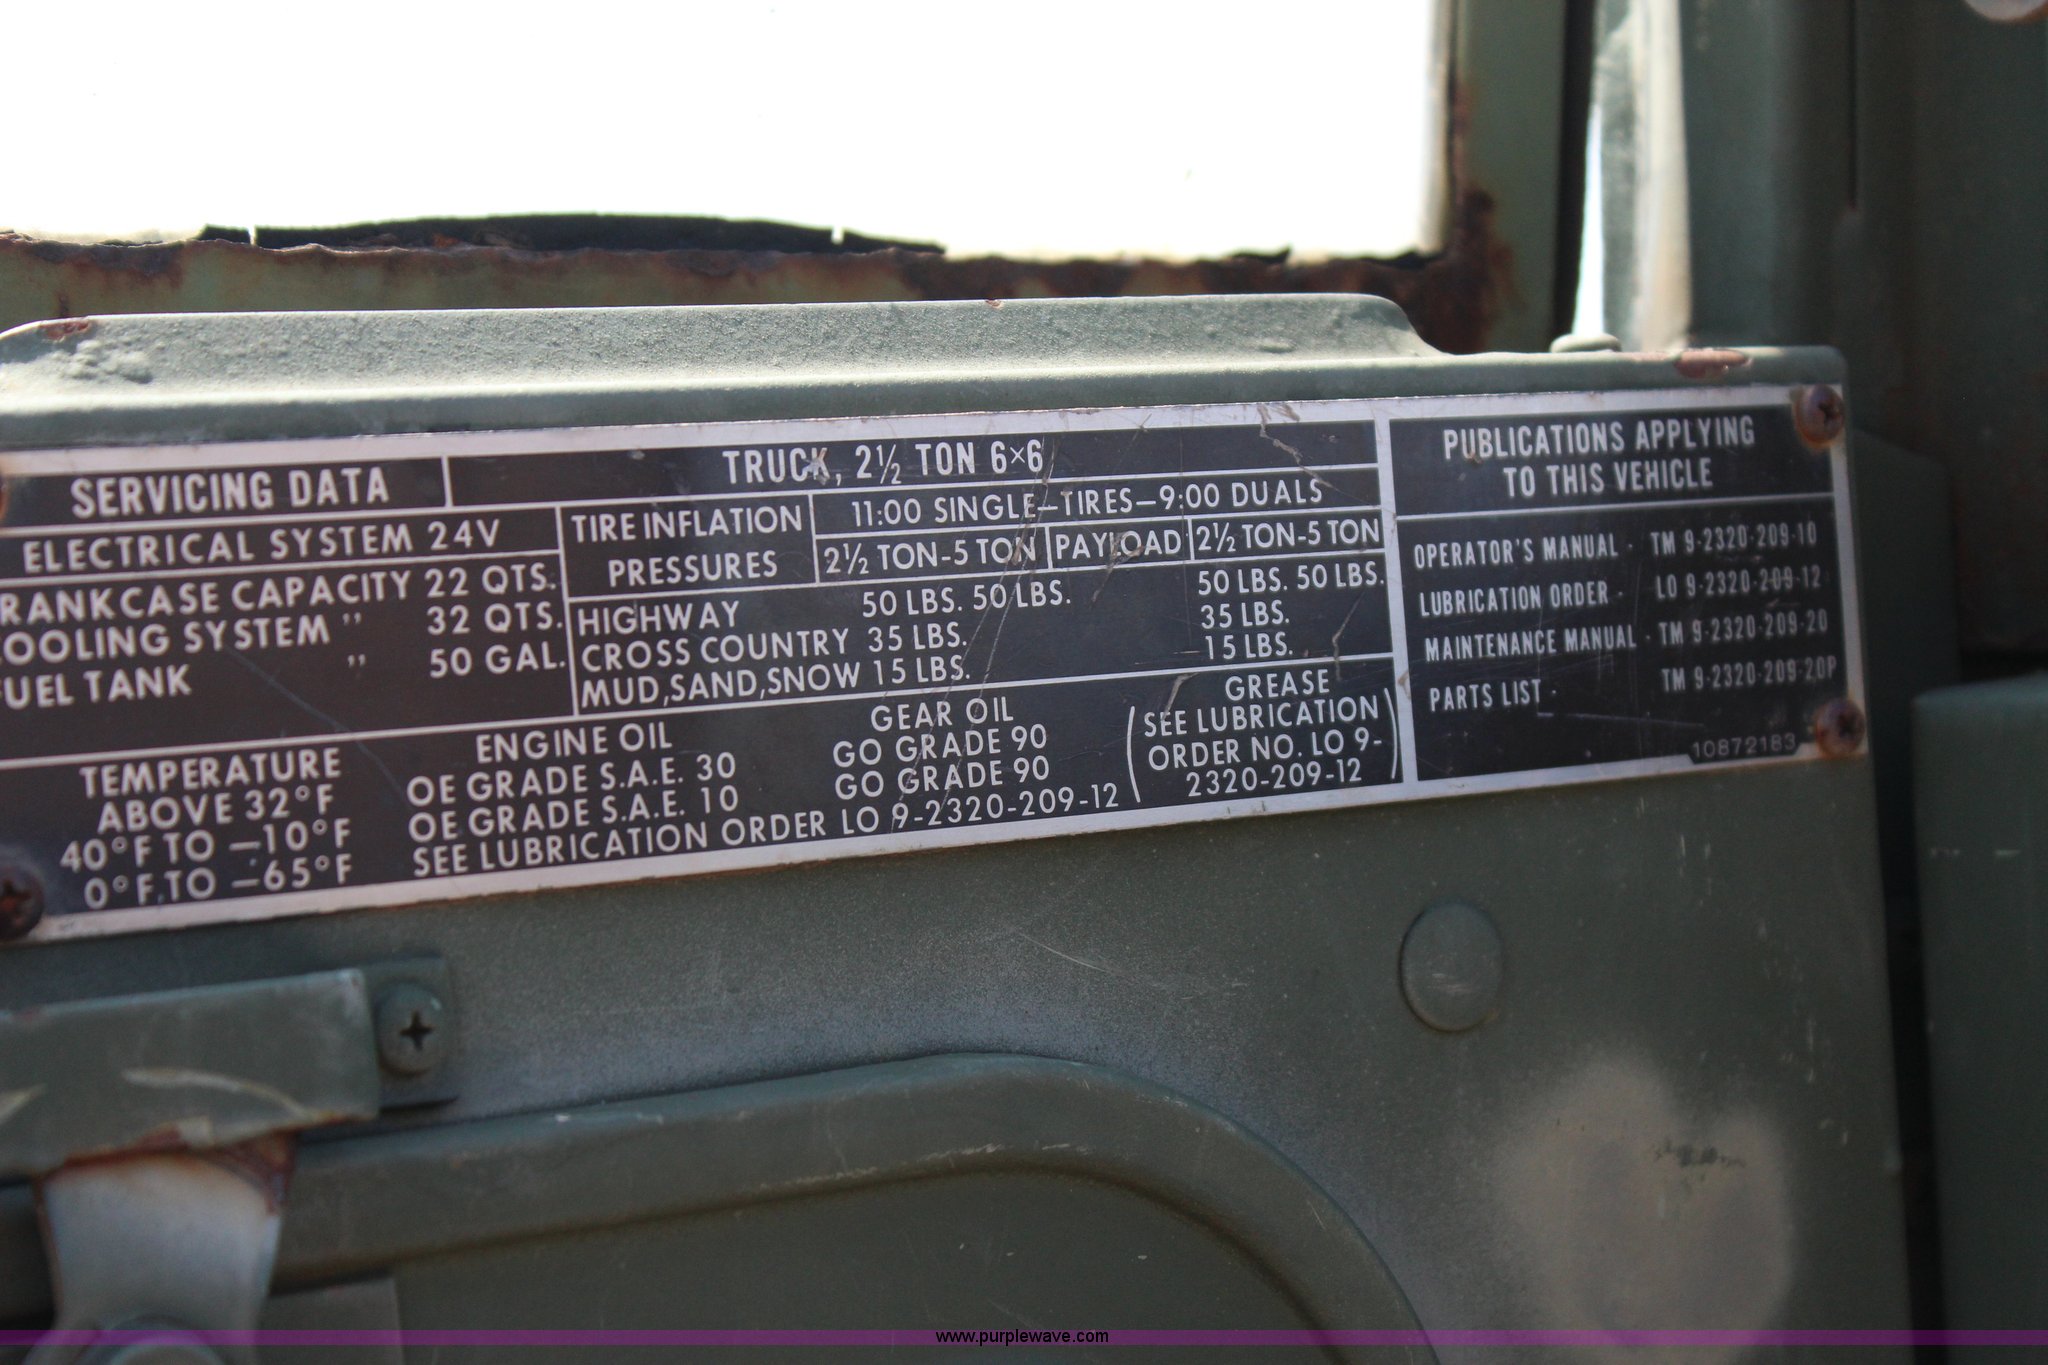 SERVICING DATA
TRUCK, 2½ TON 6×6
ELECTRICAL SYSTEM 24V
RANKCASE CAPACITY 22 QTS.
OOLING SYSTEM " 32 QTS.
FUEL TANK " 50 GAL.
TIRE INFLATION PRESSURES
11:00 SINGLE—TIRES—9:00 DUALS
2½ TON-5 TON PAYLOAD 2½ TON-5 TON
HIGHWAY 50 LBS. 50 LBS. 50 LBS. 50 LBS.
CROSS COUNTRY 35 LBS. 35 LBS.
MUD,SAND,SNOW 15 LBS. 15 LBS.
TEMPERATURE ENGINE OIL GEAR OIL GREASE
ABOVE 32°F OE GRADE S.A.E. 30 GO GRADE 90
40°F TO —10°F OE GRADE S.A.E. 10 GO GRADE 90
0°F.TO —65°F SEE LUBRICATION ORDER LO 9-2320-209-12
(SEE LUBRICATION
ORDER NO. LO 9-
2320-209-12)
PUBLICATIONS APPLYING
TO THIS VEHICLE
OPERATOR'S MANUAL · TM 9-2320-209-10
LUBRICATION ORDER · LO 9-2320-209-12
MAINTENANCE MANUAL · TM 9-2320-209-20
PARTS LIST · TM 9-2320-209-20P
10872183
www.purplewave.com